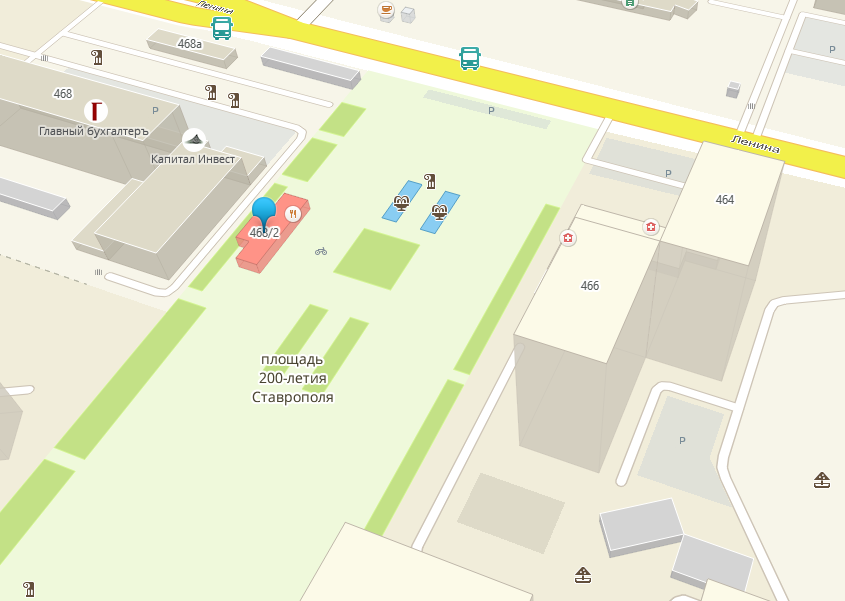 Ленина
468а
468
P
Главный бухгалтеръ
Капитал Инвест
P
P
P
Ленина
464
468/2
466
площадь
200-летия
Ставрополя
P